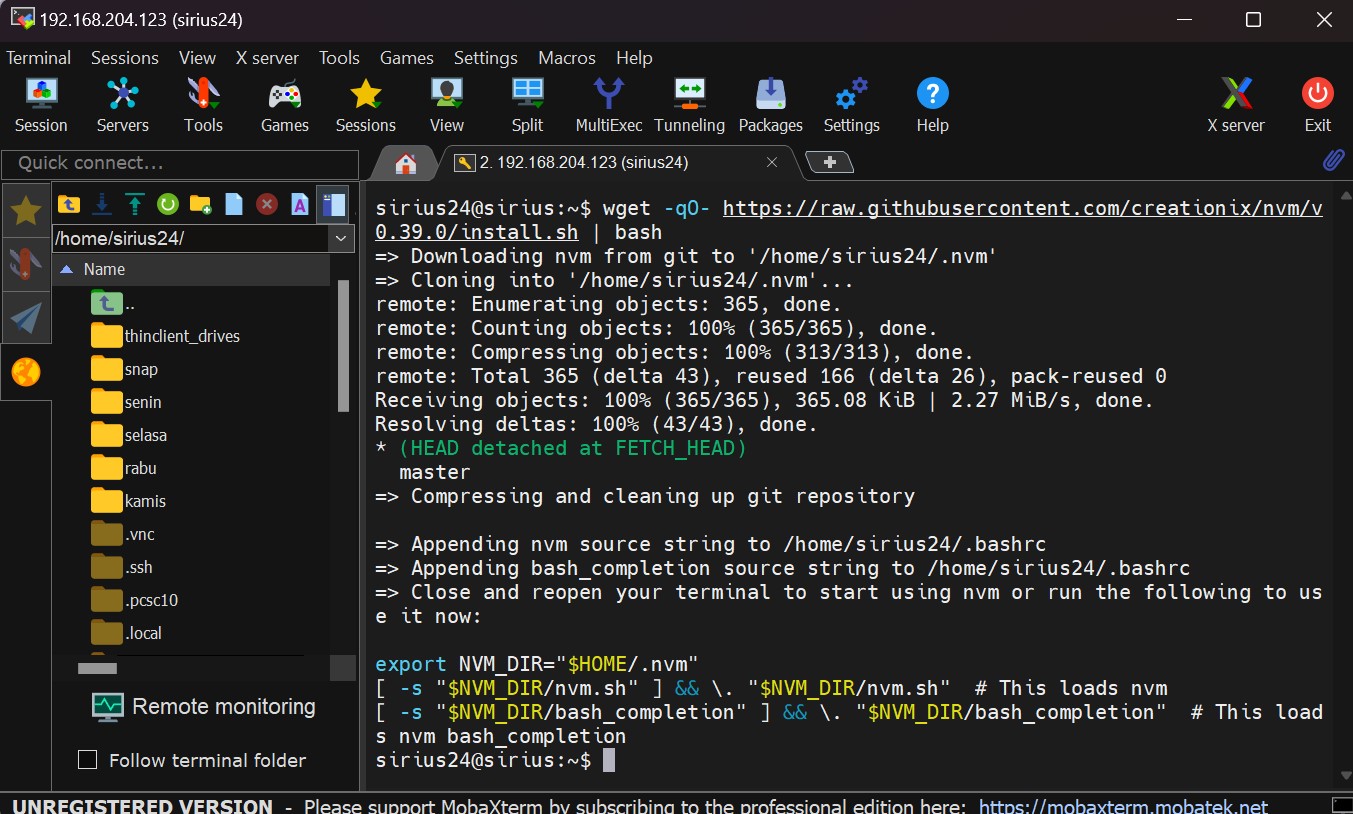 192.168.204.123 (sirius24)
Terminal Sessions View X server Tools Games Settings Macros Help
Session Servers Tools Games Sessions View Split MultiExec Tunneling Packages Settings Help X server Exit
Quick connect...
2. 192.168.204.123 (sirius24)
/home/sirius24/
Name
..
thinclient_drives
snap
senin
selasa
rabu
kamis
.vnc
.ssh
.pcsc10
.local
Remote monitoring
Follow terminal folder
sirius24@sirius:~$ wget -qO- https://raw.githubusercontent.com/creationix/nvm/v
0.39.0/install.sh | bash
=> Downloading nvm from git to '/home/sirius24/.nvm'
=> Cloning into '/home/sirius24/.nvm'...
remote: Enumerating objects: 365, done.
remote: Counting objects: 100% (365/365), done.
remote: Compressing objects: 100% (313/313), done.
remote: Total 365 (delta 43), reused 166 (delta 26), pack-reused 0
Receiving objects: 100% (365/365), 365.08 KiB | 2.27 MiB/s, done.
Resolving deltas: 100% (43/43), done.
* (HEAD detached at FETCH_HEAD)
  master
=> Compressing and cleaning up git repository

=> Appending nvm source string to /home/sirius24/.bashrc
=> Appending bash_completion source string to /home/sirius24/.bashrc
=> Close and reopen your terminal to start using nvm or run the following to us
e it now:

export NVM_DIR="$HOME/.nvm"
[ -s "$NVM_DIR/nvm.sh" ] && \. "$NVM_DIR/nvm.sh"  # This loads nvm
[ -s "$NVM_DIR/bash_completion" ] && \. "$NVM_DIR/bash_completion"  # This load
s nvm bash_completion
sirius24@sirius:~$
UNREGISTERED VERSION - Please support MobaXterm by subscribing to the professional edition here: https://mobaxterm.mobatek.net